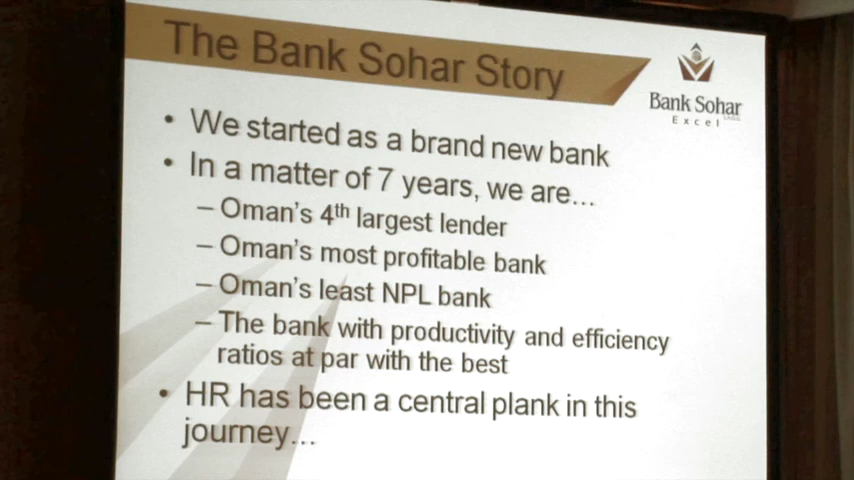 The Bank Sohar Story
Bank Sohar
Excel
• We started as a brand new bank
• In a matter of 7 years, we are...
– Oman's 4th largest lender
– Oman's most profitable bank
– Oman's least NPL bank
– The bank with productivity and efficiency
ratios at par with the best
• HR has been a central plank in this
journey...